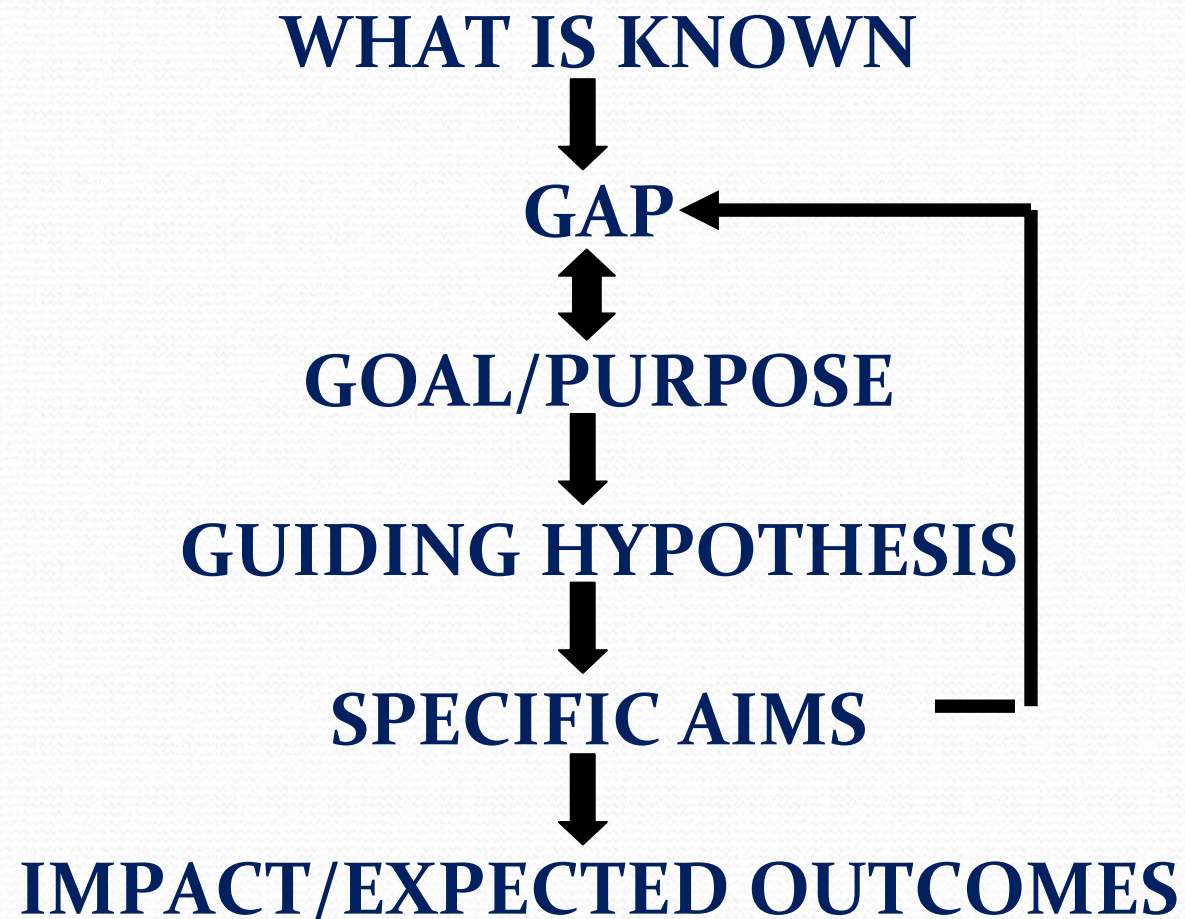 WHAT IS KNOWN
GAP
GOAL/PURPOSE
GUIDING HYPOTHESIS
SPECIFIC AIMS
IMPACT/EXPECTED OUTCOMES